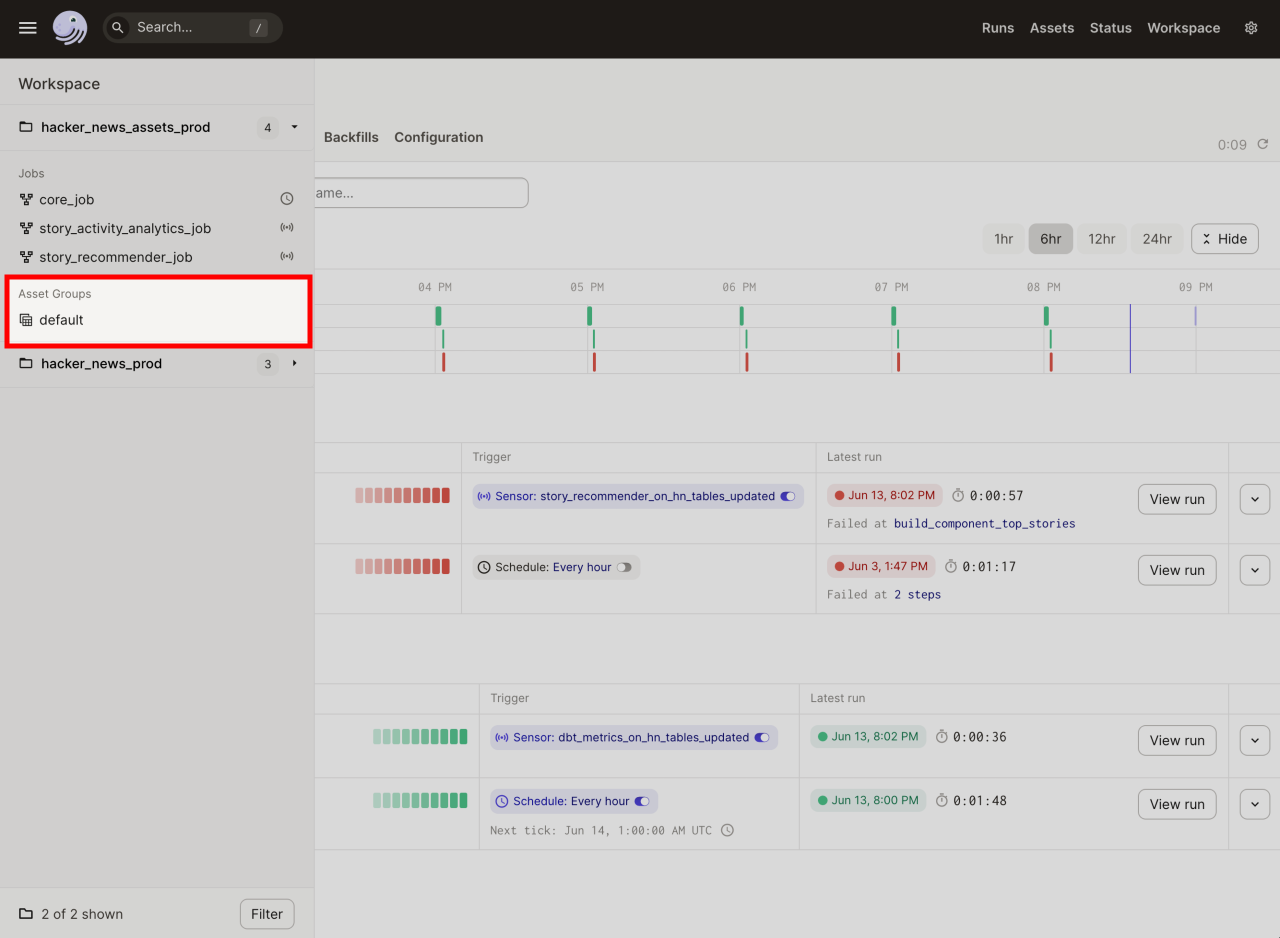 Search... /
Runs Assets Status Workspace
Workspace
hacker_news_assets_prod 4
Jobs
core_job
story_activity_analytics_job
story_recommender_job
Asset Groups
default
hacker_news_prod 3
2 of 2 shown Filter
Backfills Configuration
0:09
ame...
1hr 6hr 12hr 24hr Hide
04 PM 05 PM 06 PM 07 PM 08 PM 09 PM
Trigger Latest run
Sensor: story_recommender_on_hn_tables_updated Jun 13, 8:02 PM 0:00:57 View run
Failed at build_component_top_stories
Schedule: Every hour Jun 3, 1:47 PM 0:01:17 View run
Failed at 2 steps
Trigger Latest run
Sensor: dbt_metrics_on_hn_tables_updated Jun 13, 8:02 PM 0:00:36 View run
Schedule: Every hour Jun 13, 8:00 PM 0:01:48 View run
Next tick: Jun 14, 1:00:00 AM UTC